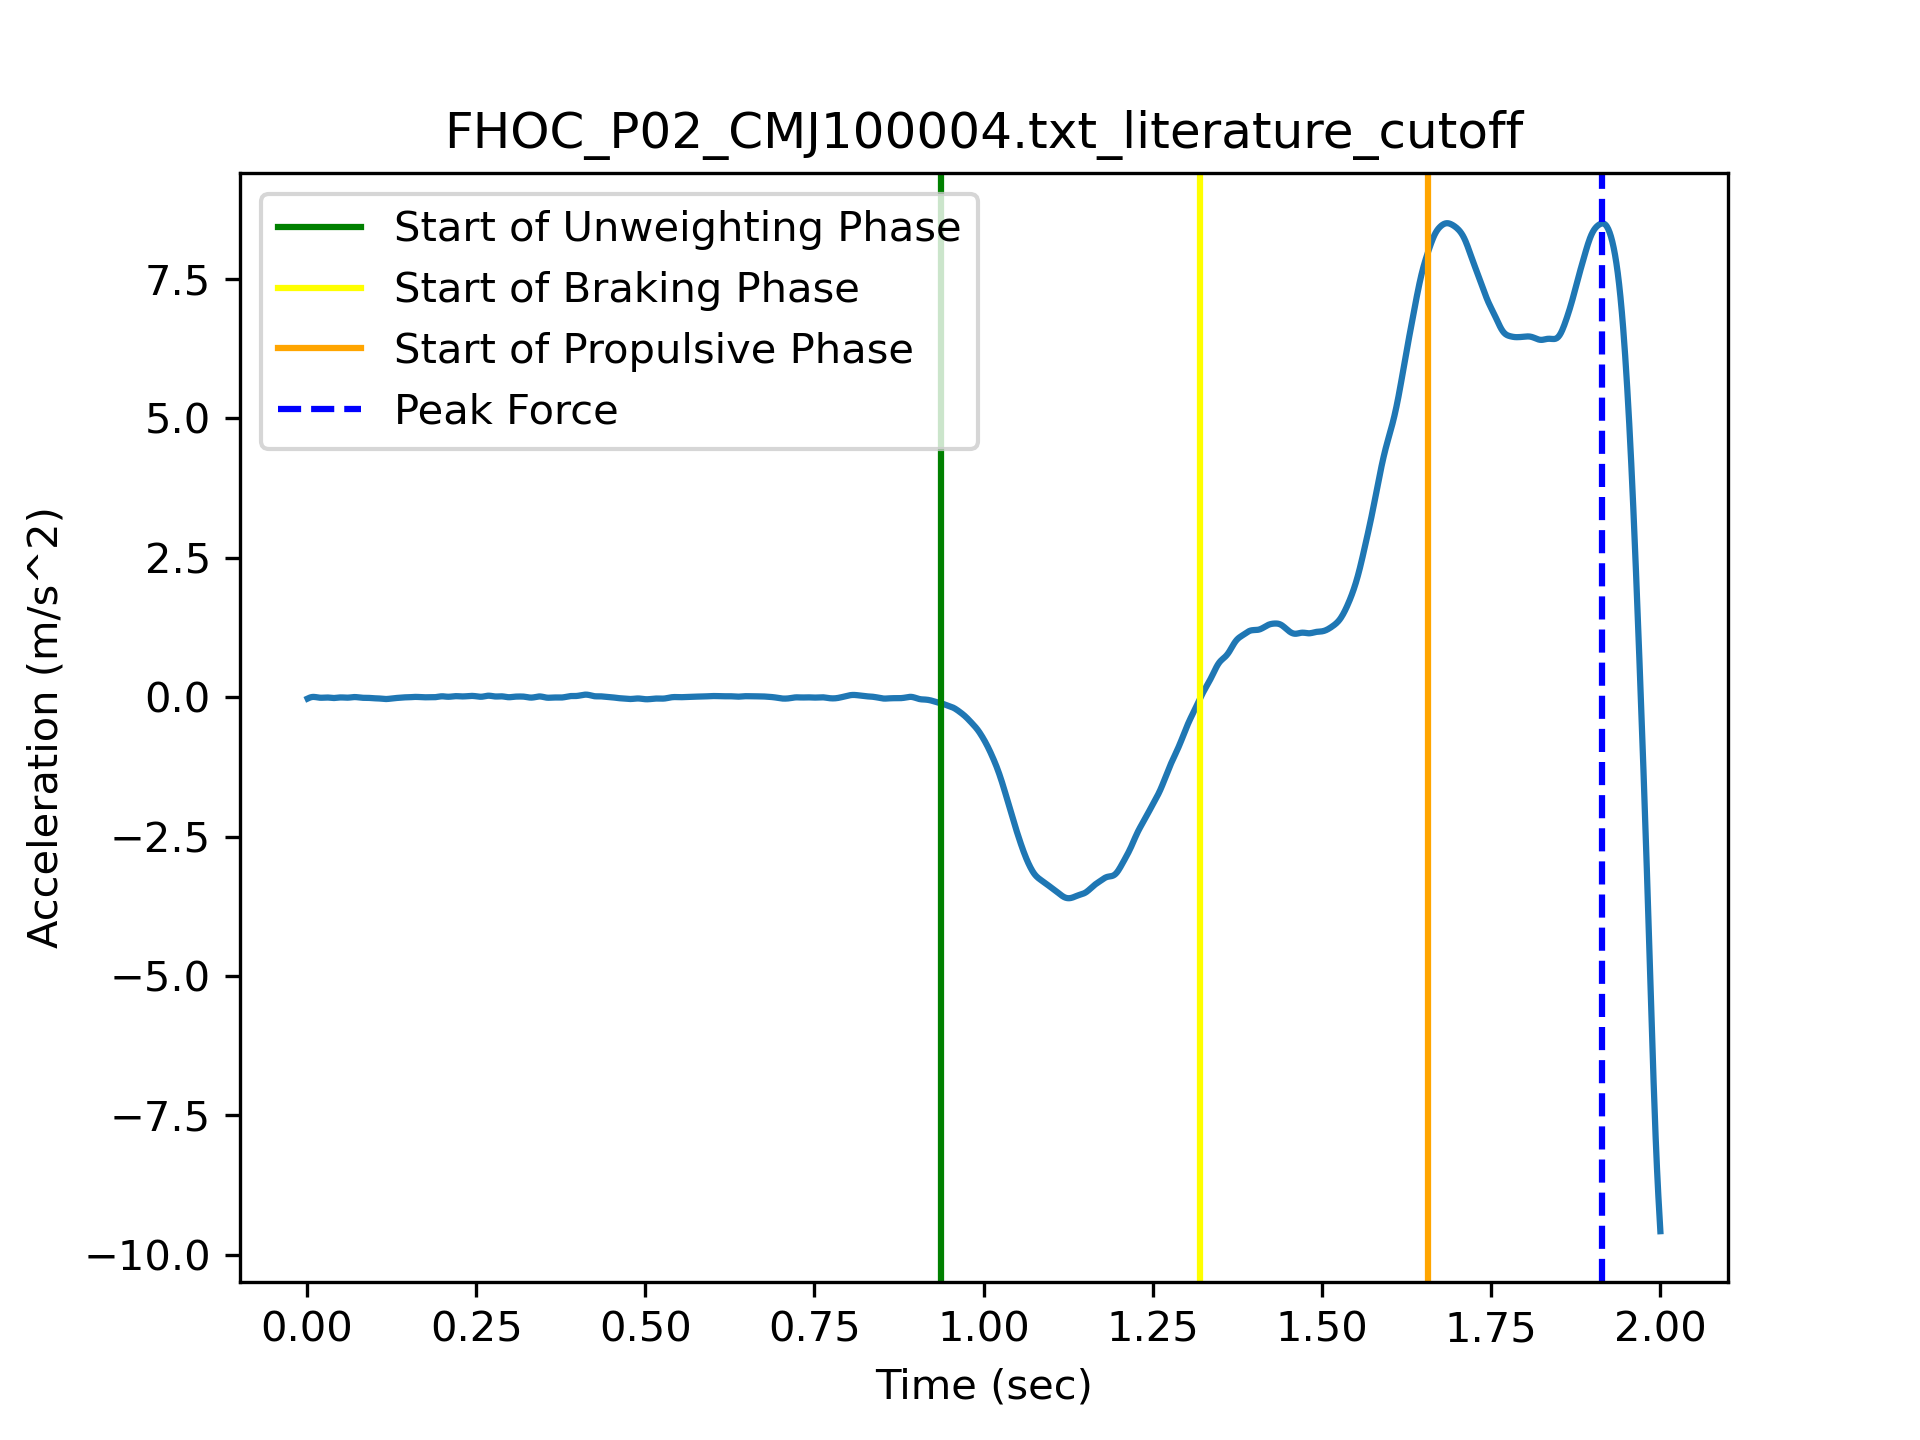 FHOC_P02_CMJ100004.txt_literature_cutoff
Start of Unweighting Phase
Start of Braking Phase
Start of Propulsive Phase
Peak Force
7.5
5.0
2.5
0.0
−2.5
−5.0
−7.5
−10.0
Acceleration (m/s^2)
0.00 0.25 0.50 0.75 1.00 1.25 1.50 1.75 2.00
Time (sec)